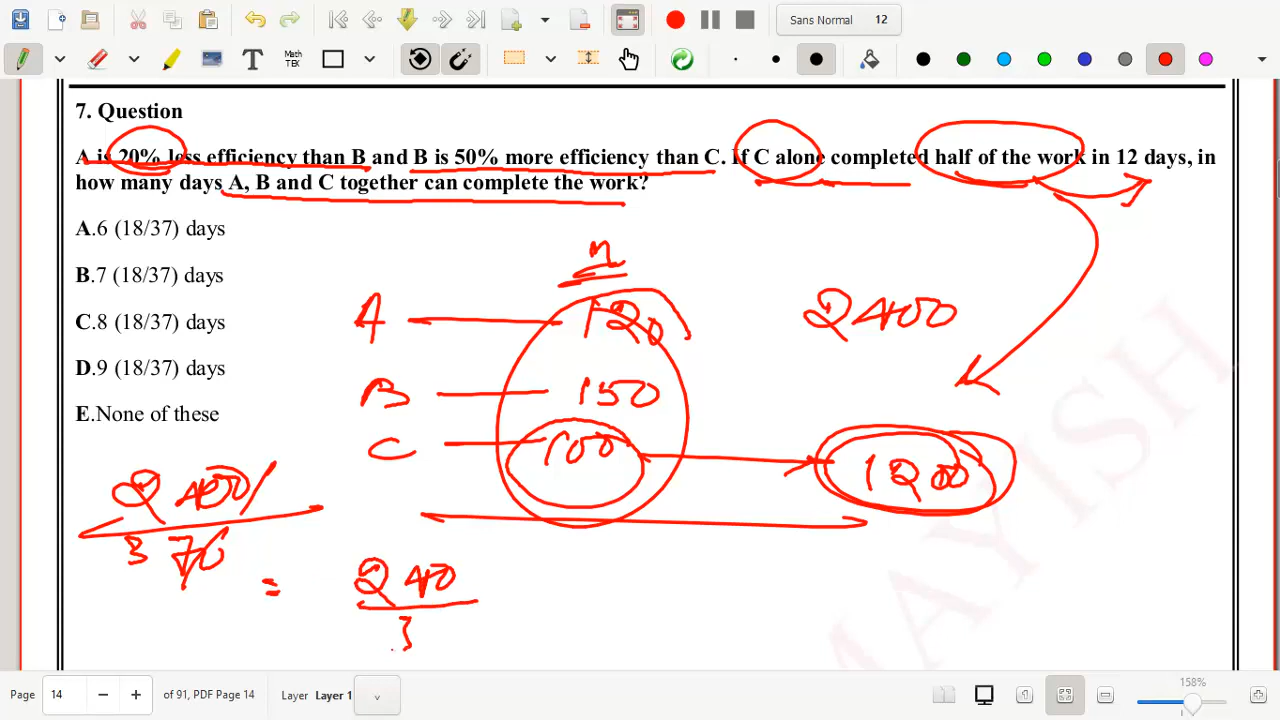 Sans Normal 12
Math
TEX
7. Question
A is 20% less efficiency than B and B is 50% more efficiency than C. If C alone completed half of the work in 12 days, in
how many days A, B and C together can complete the work?
A.6 (18/37) days
B.7 (18/37) days
C.8 (18/37) days
D.9 (18/37) days
E.None of these
η
A 120
2400
B 150
C 100
1200
2400
370
=
240
3
MAYISH
Page 14 of 91, PDF Page 14 Layer Layer 1 158%